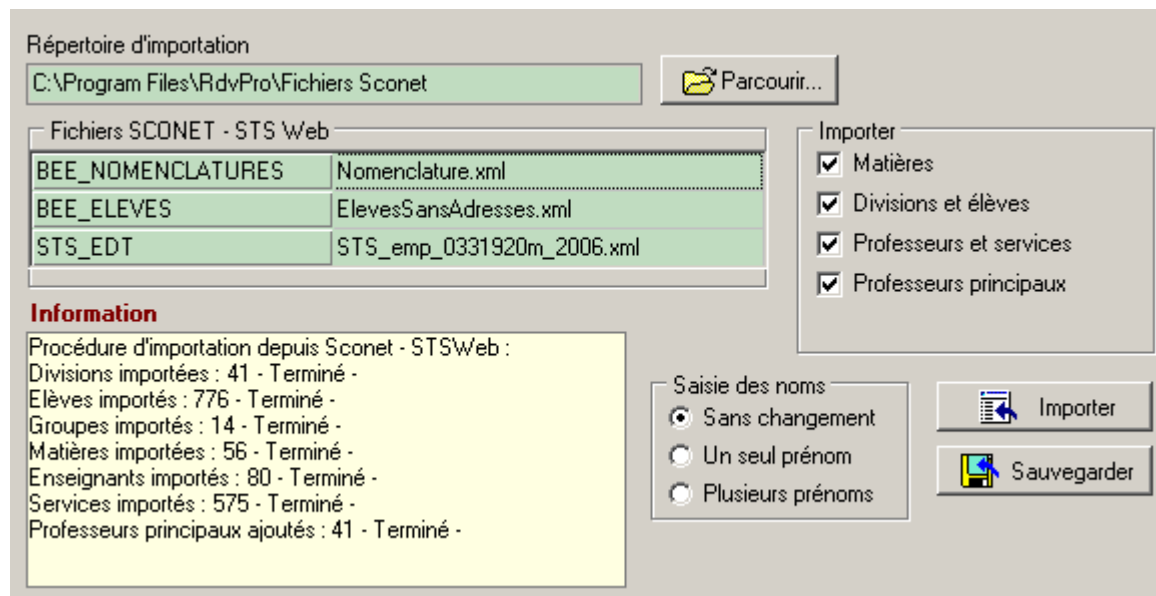 Répertoire d'importation
C:\Program Files\RdvPro\Fichiers Sconet
Parcourir...
Fichiers SCONET - STS Web
BEE_NOMENCLATURES Nomenclature.xml
BEE_ELEVES ElevesSansAdresses.xml
STS_EDT STS_emp_0331920m_2006.xml
Importer
Matières
Divisions et élèves
Professeurs et services
Professeurs principaux
Information
Procédure d'importation depuis Sconet - STSWeb :
Divisions importées : 41 - Terminé -
Elèves importés : 776 - Terminé -
Groupes importés : 14 - Terminé -
Matières importées : 56 - Terminé -
Enseignants importés : 80 - Terminé -
Services importés : 575 - Terminé -
Professeurs principaux ajoutés : 41 - Terminé -
Saisie des noms
Sans changement
Un seul prénom
Plusieurs prénoms
Importer
Sauvegarder